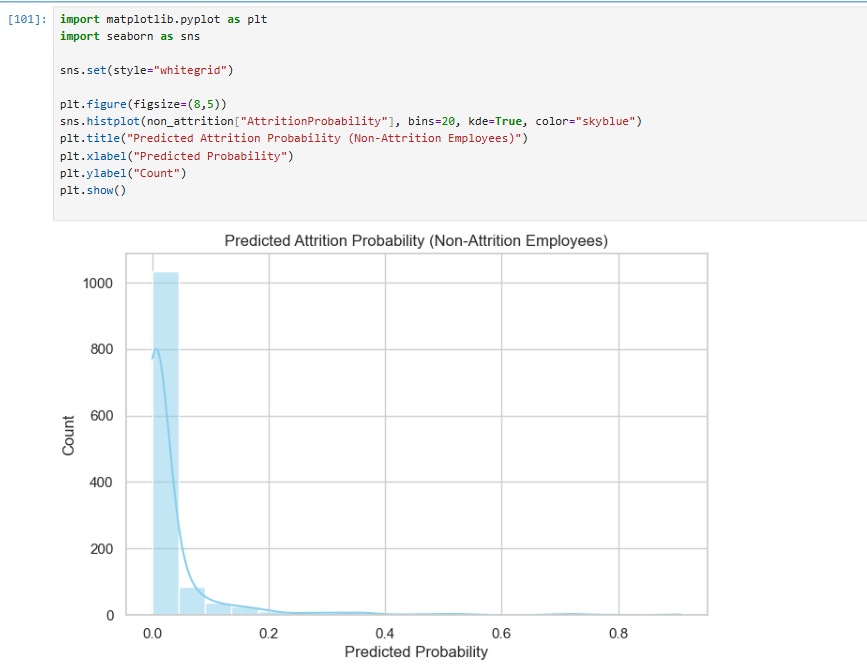 [101]: import matplotlib.pyplot as plt
import seaborn as sns
sns.set(style="whitegrid")
plt.figure(figsize=(8,5))
sns.histplot(non_attrition["AttritionProbability"], bins=20, kde=True, color="skyblue")
plt.title("Predicted Attrition Probability (Non-Attrition Employees)")
plt.xlabel("Predicted Probability")
plt.ylabel("Count")
plt.show()
Predicted Attrition Probability (Non-Attrition Employees)
1000
800
600
400
200
0
Count
0.0 0.2 0.4 0.6 0.8
Predicted Probability